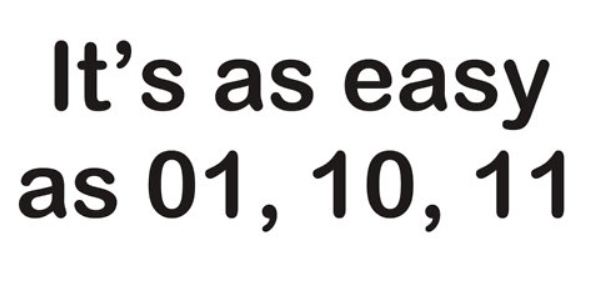 It’s as easy
as 01, 10, 11